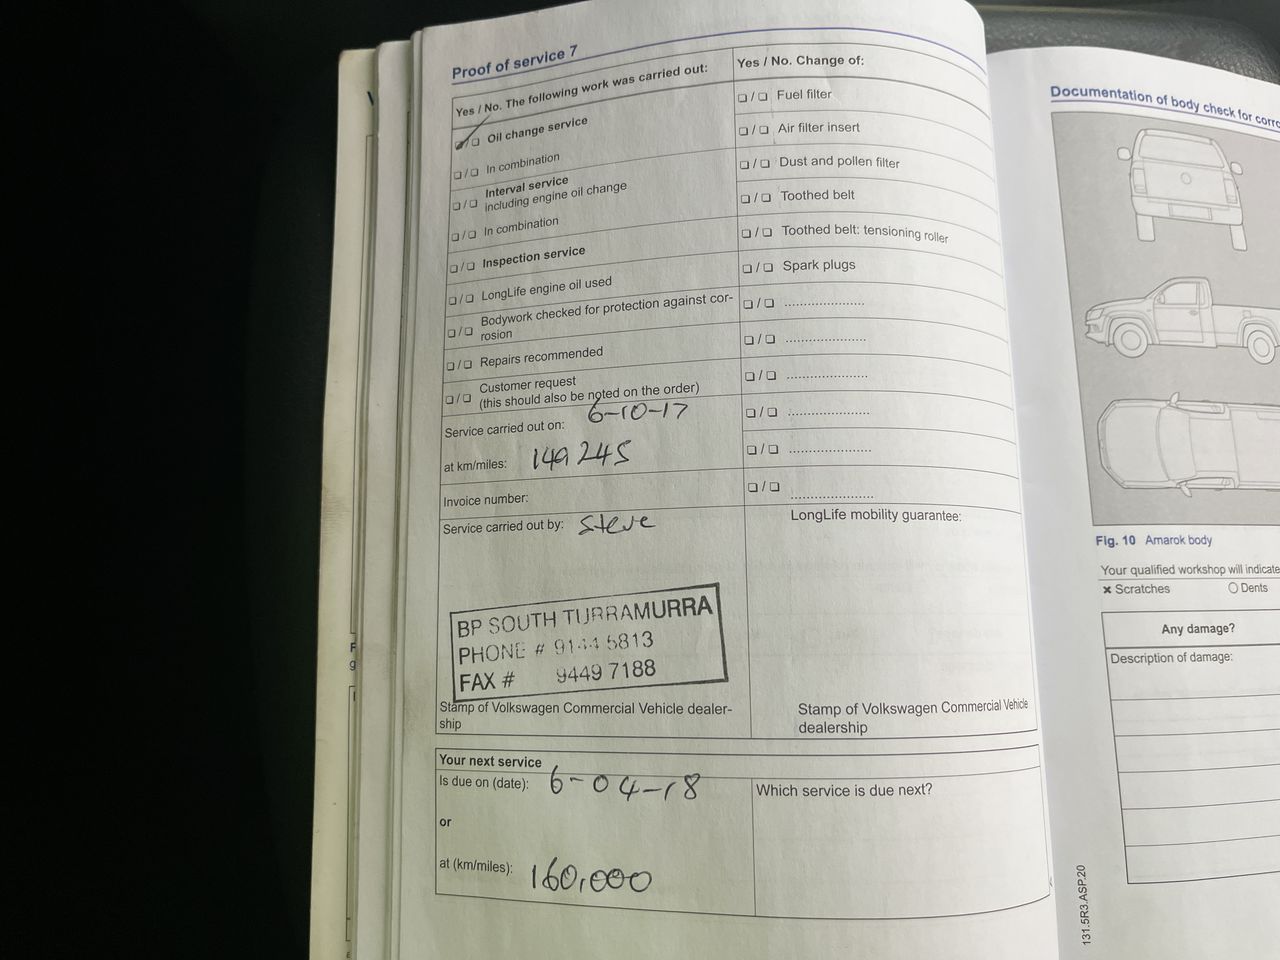 Proof of service 7
Yes / No. The following work was carried out:
❏ / ❏ Oil change service
❏ / ❏ In combination
❏ / ❏ Interval service
including engine oil change
❏ / ❏ In combination
❏ / ❏ Inspection service
❏ / ❏ LongLife engine oil used
❏ / ❏ Bodywork checked for protection against cor-
rosion
❏ / ❏ Repairs recommended
❏ / ❏ Customer request
(this should also be noted on the order)
Service carried out on: 6-10-17
at km/miles: 149245
Invoice number:
Service carried out by: Steve
BP SOUTH TURRAMURRA
PHONE # 9144 5813
FAX # 9449 7188
Stamp of Volkswagen Commercial Vehicle dealer-
ship
Yes / No. Change of:
❏ / ❏ Fuel filter
❏ / ❏ Air filter insert
❏ / ❏ Dust and pollen filter
❏ / ❏ Toothed belt
❏ / ❏ Toothed belt: tensioning roller
❏ / ❏ Spark plugs
❏ / ❏ ......................
❏ / ❏ ......................
❏ / ❏ ......................
❏ / ❏ ......................
❏ / ❏ ......................
❏ / ❏ ......................
LongLife mobility guarantee:
Stamp of Volkswagen Commercial Vehicle
dealership
Your next service
Is due on (date): 6-04-18
or
at (km/miles): 160,000
Which service is due next?
Documentation of body check for corro
Fig. 10 Amarok body
Your qualified workshop will indicate
× Scratches
O Dents
Any damage?
Description of damage:
131.5R3.ASP.20